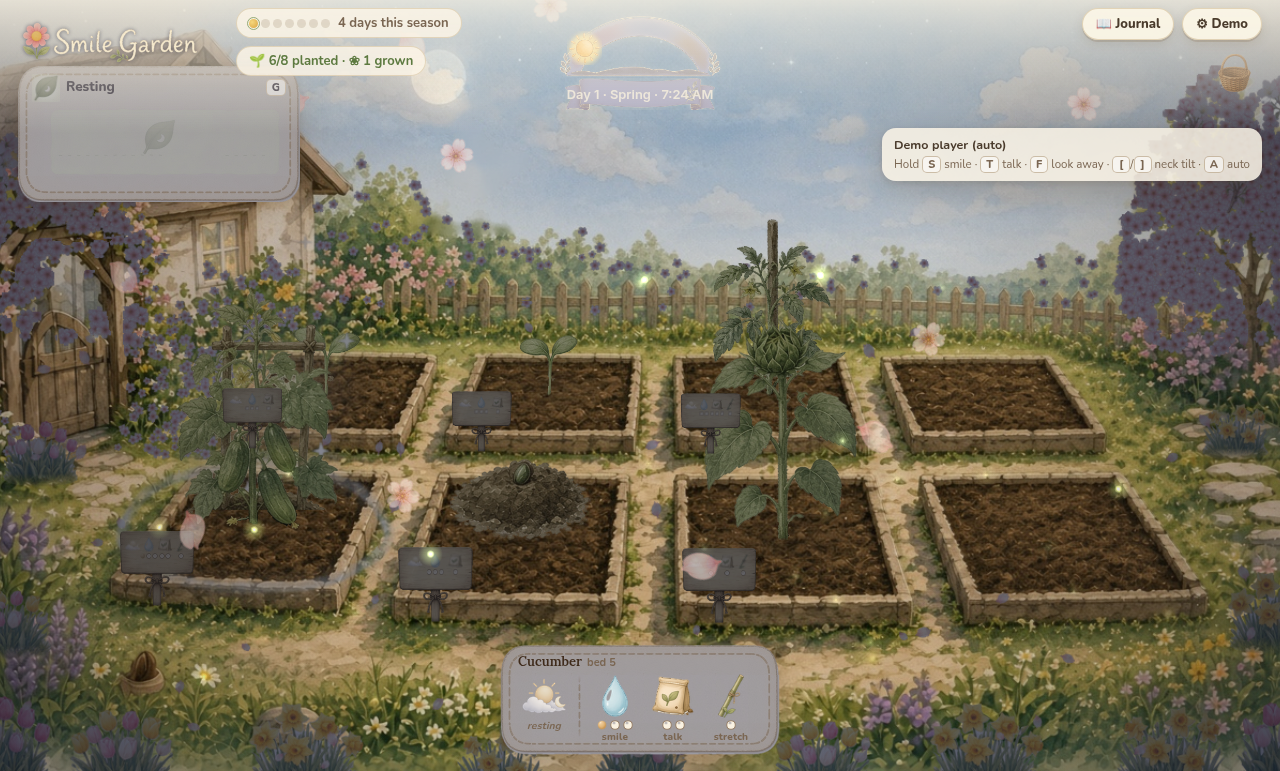 Smile Garden
4 days this season
6/8 planted · 1 grown
Resting
G
Day 1 · Spring · 7:24 AM
Journal
Demo
Demo player (auto)
Hold S smile · T talk · F look away · [ / ] neck tilt · A auto
Cucumber bed 5
resting
smile
talk
stretch